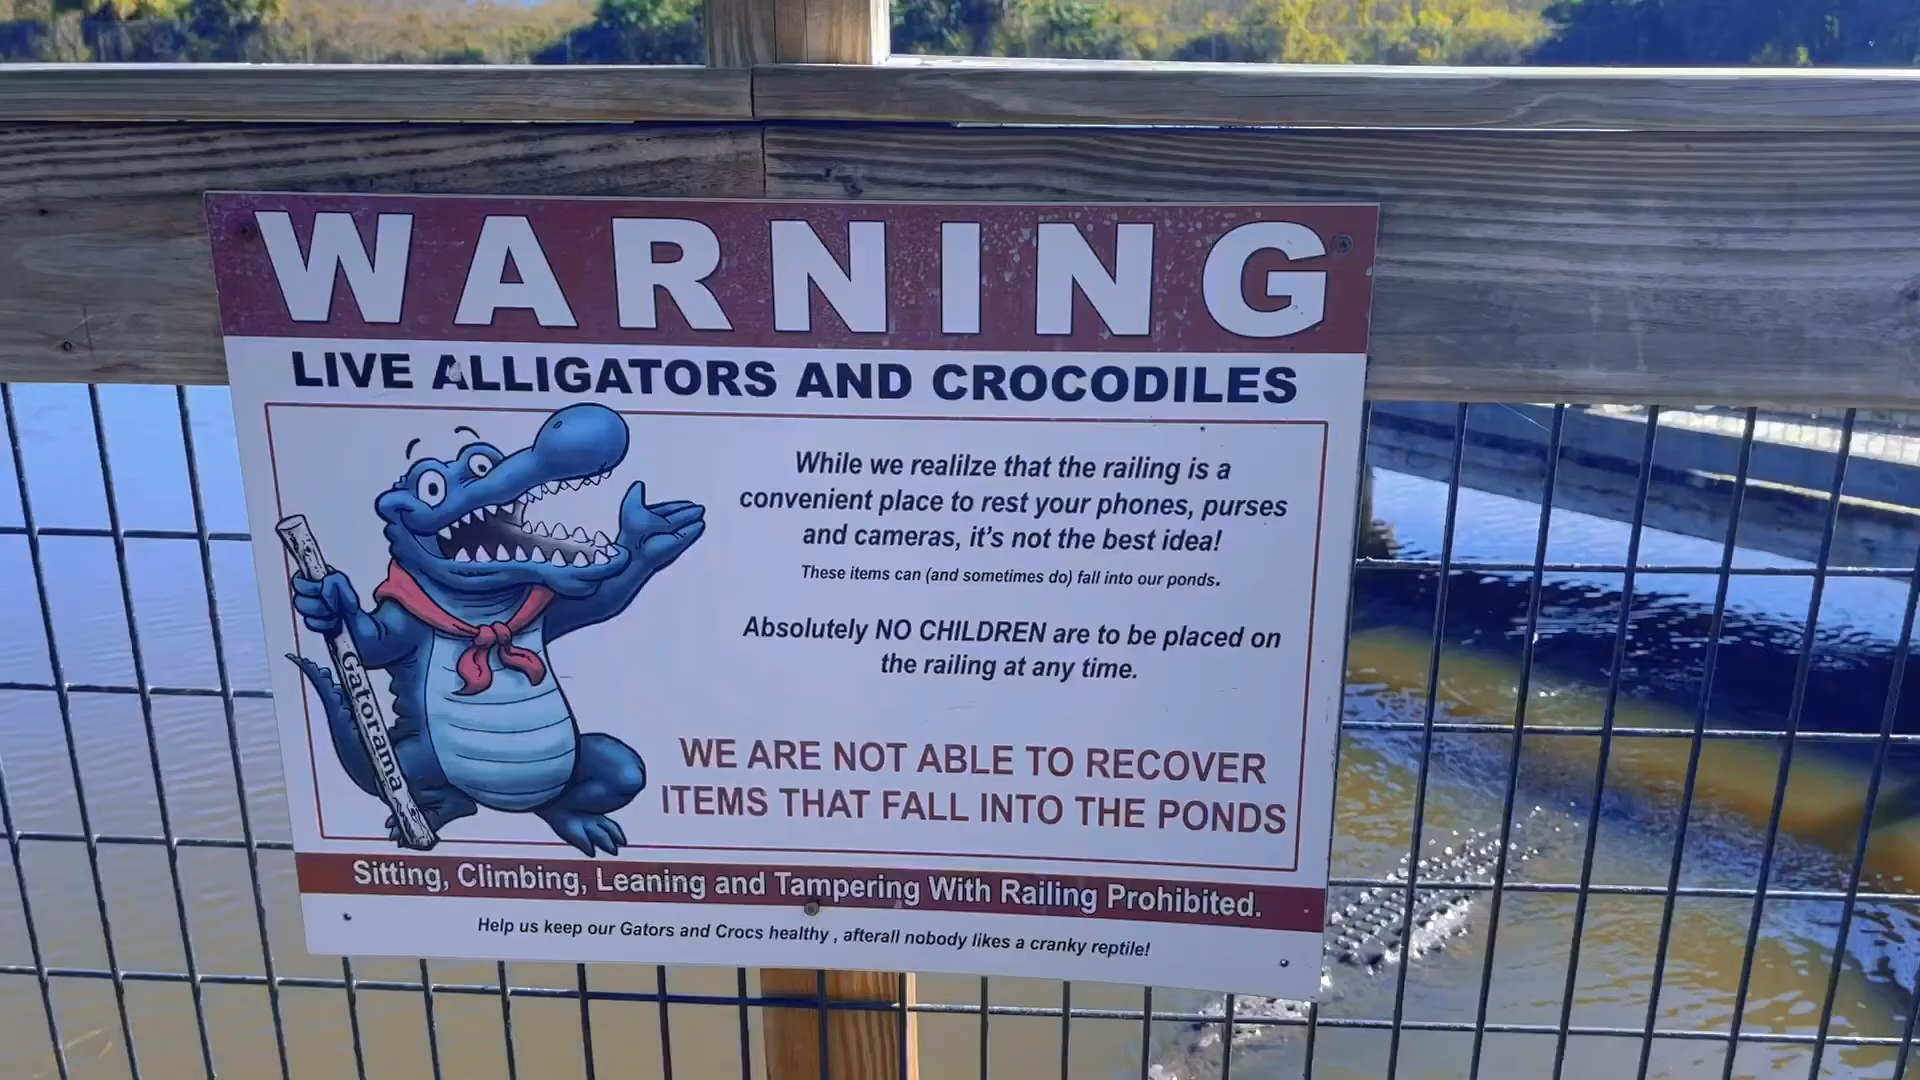 WARNING
LIVE ALLIGATORS AND CROCODILES
While we realilze that the railing is a
convenient place to rest your phones, purses
and cameras, it's not the best idea!
These items can (and sometimes do) fall into our ponds.
Absolutely NO CHILDREN are to be placed on
the railing at any time.
Gatorama
WE ARE NOT ABLE TO RECOVER
ITEMS THAT FALL INTO THE PONDS
Sitting, Climbing, Leaning and Tampering With Railing Prohibited.
Help us keep our Gators and Crocs healthy , afterall nobody likes a cranky reptile!